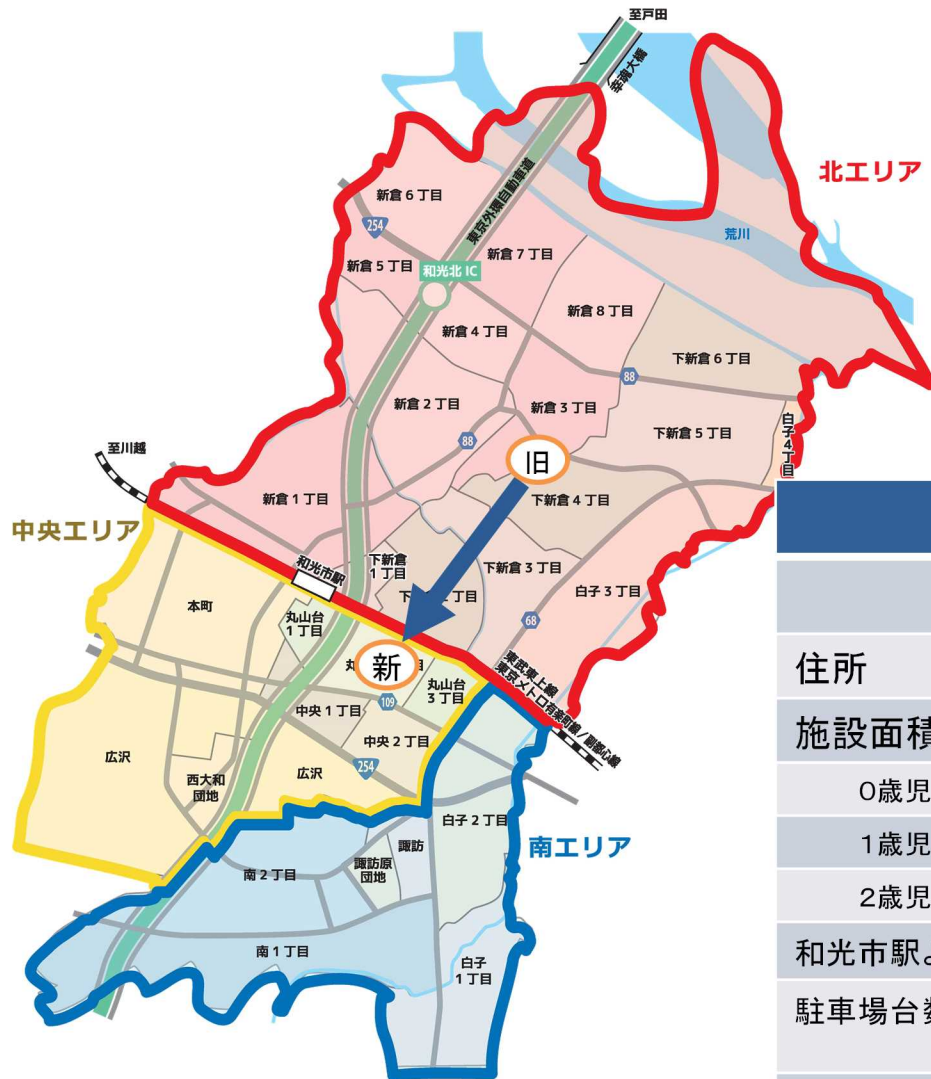 至戸田
幸魂大橋
北エリア
新倉6丁目
東京外環自動車道
254
荒川
新倉7丁目
新倉5丁目
和光北IC
新倉8丁目
新倉4丁目
下新倉6丁目
88
新倉2丁目
新倉3丁目
88
下新倉5丁目
白子4丁目
至川越
旧
新倉1丁目
下新倉4丁目
中央エリア
和光市駅
下新倉
1丁目
下新倉3丁目
白子3丁目
本町
丸山台
1丁目
68
新
東武東上線
東京メトロ有楽町線/副都心線
丸山台
3丁目
109
中央1丁目
中央2丁目
広沢
254
西大和
団地
広沢
白子2丁目
南エリア
諏訪
諏訪原
団地
南2丁目
南1丁目
白子
1丁目
住所
施設面積
0歳児
1歳児
2歳児
和光市駅
駐車場台